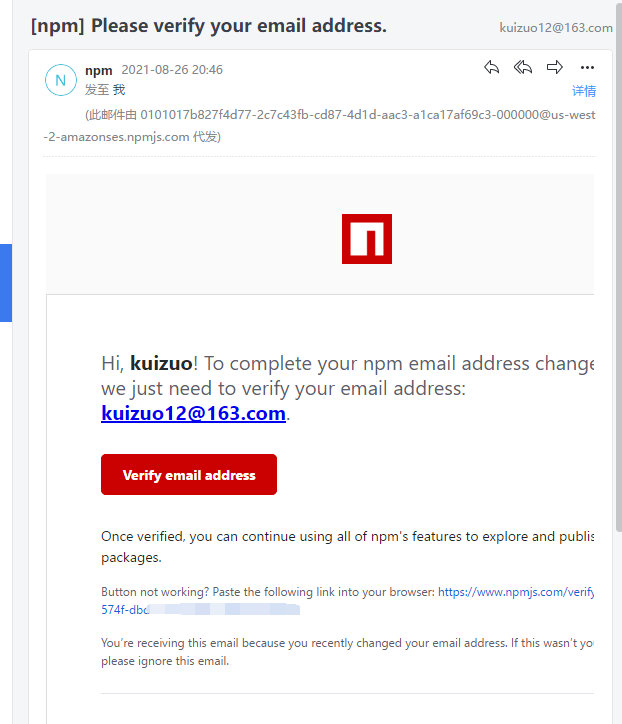 [npm] Please verify your email address.
kuizuo12@163.com
N
npm 2021-08-26 20:46
发至 我
详情
(此邮件由 0101017b827f4d77-2c7c43fb-cd87-4d1d-aac3-a1ca17af69c3-000000@us-west
-2-amazonses.npmjs.com 代发)
Hi, kuizuo! To complete your npm email address change
we just need to verify your email address:
kuizuo12@163.com.
Verify email address
Once verified, you can continue using all of npm's features to explore and publis
packages.
Button not working? Paste the following link into your browser: https://www.npmjs.com/verify
574f-dbc
You're receiving this email because you recently changed your email address. If this wasn't yo
please ignore this email.